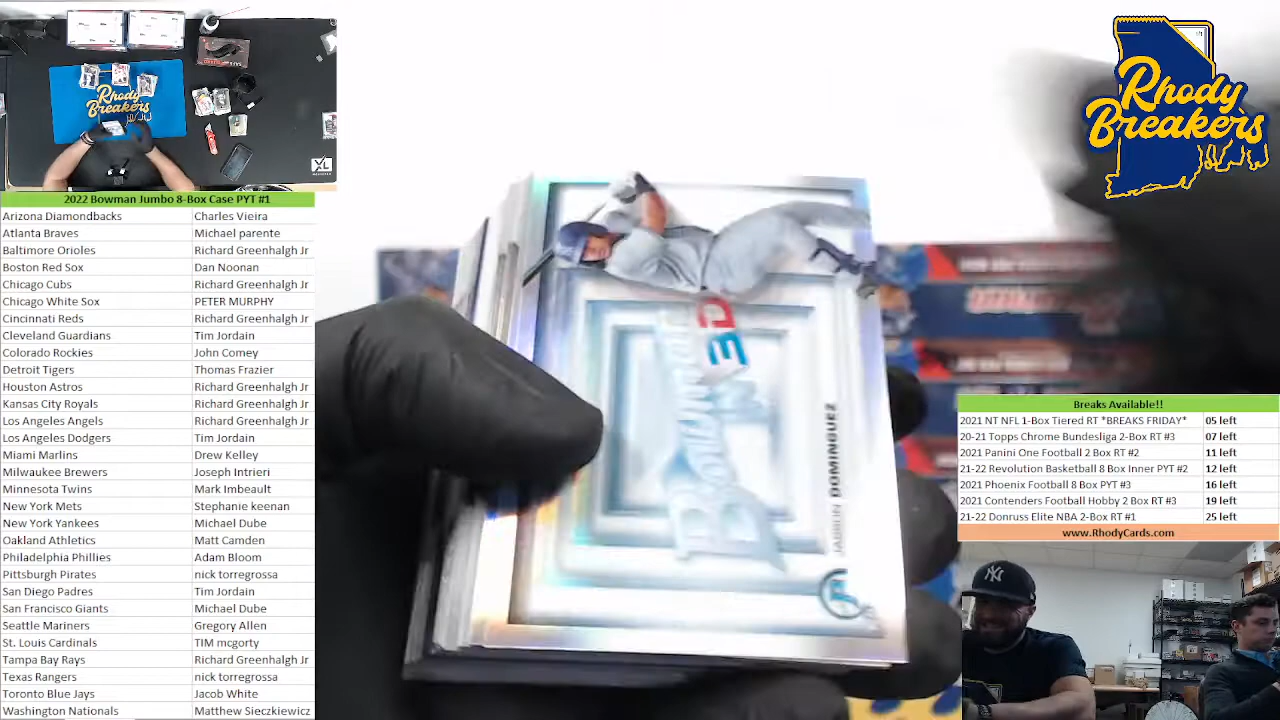 Rhody
Breakers
XL
Rhody
Breakers
2022 Bowman Jumbo 8-Box Case PYT #1
Arizona Diamondbacks Charles Vieira
Atlanta Braves Michael parente
Baltimore Orioles Richard Greenhalgh Jr
Boston Red Sox Dan Noonan
Chicago Cubs Richard Greenhalgh Jr
Chicago White Sox PETER MURPHY
Cincinnati Reds Richard Greenhalgh Jr
Cleveland Guardians Tim Jordain
Colorado Rockies John Comey
Detroit Tigers Thomas Frazier
Houston Astros Richard Greenhalgh Jr
Kansas City Royals Richard Greenhalgh Jr
Los Angeles Angels Richard Greenhalgh Jr
Los Angeles Dodgers Tim Jordain
Miami Marlins Drew Kelley
Milwaukee Brewers Joseph Intrieri
Minnesota Twins Mark Imbeault
New York Mets Stephanie keenan
New York Yankees Michael Dube
Oakland Athletics Matt Camden
Philadelphia Phillies Adam Bloom
Pittsburgh Pirates nick torregrossa
San Diego Padres Tim Jordain
San Francisco Giants Michael Dube
Seattle Mariners Gregory Allen
St. Louis Cardinals TIM mcgorty
Tampa Bay Rays Richard Greenhalgh Jr
Texas Rangers nick torregrossa
Toronto Blue Jays Jacob White
Washington Nationals Matthew Sieczkiewicz
JASSON DOMINGUEZ
Breaks Available!!
2021 NT NFL 1-Box Tiered RT *BREAKS FRIDAY* 05 left
20-21 Topps Chrome Bundesliga 2-Box RT #3 07 left
2021 Panini One Football 2 Box RT #2 11 left
21-22 Revolution Basketball 8 Box Inner PYT #2 12 left
2021 Phoenix Football 8 Box PYT #3 16 left
2021 Contenders Football Hobby 2 Box RT #3 19 left
21-22 Donruss Elite NBA 2-Box RT #1 25 left
www.RhodyCards.com